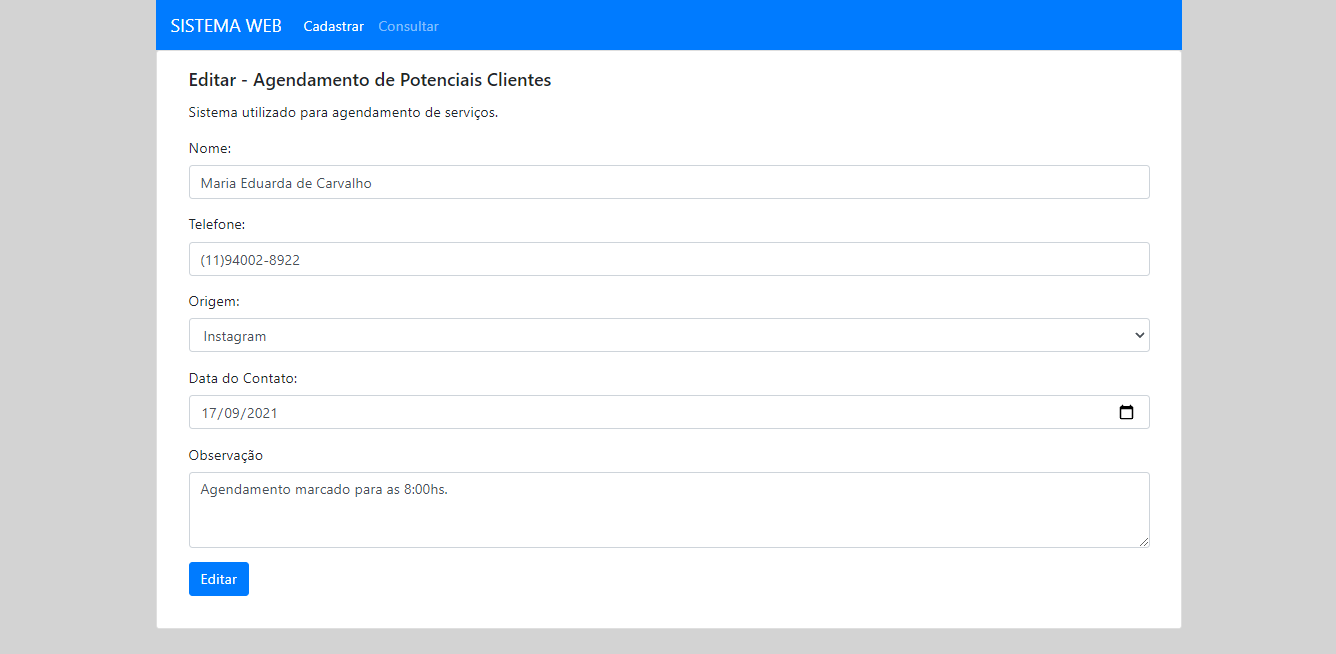 SISTEMA WEB Cadastrar Consultar
Editar - Agendamento de Potenciais Clientes
Sistema utilizado para agendamento de serviços.
Nome:
Maria Eduarda de Carvalho
Telefone:
(11)94002-8922
Origem:
Instagram
Data do Contato:
17/09/2021
Observação
Agendamento marcado para as 8:00hs.
Editar